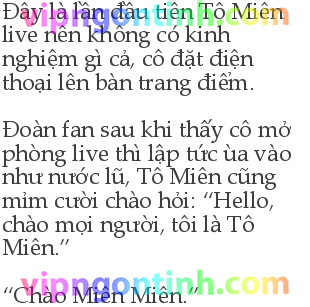 Đây là lần đầu tiên Tô Miên
live nên không có kinh
nghiệm gì cả, cô đặt điện
thoại lên bàn trang điểm.
Đoàn fan sau khi thấy cô mở
phòng live thì lập tức ùa vào
như nước lũ, Tô Miên cũng
mỉm cười chào hỏi: “Hello,
chào mọi người, tôi là Tô
Miên.”
“Chào Miên Miên.”
vipngontinh.com
vipngontinh.com